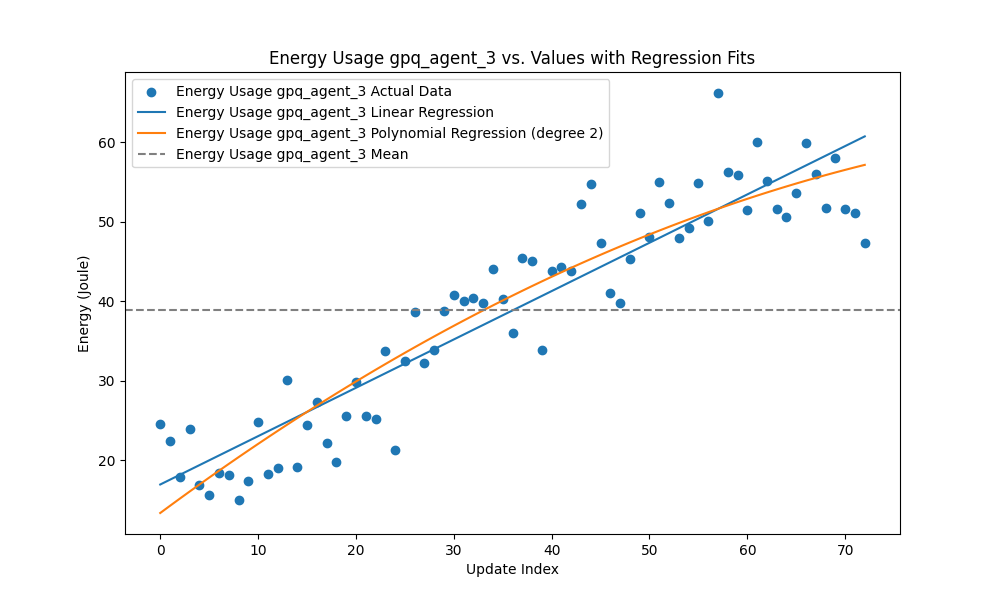 Energy Usage gpq_agent_3 vs. Values with Regression Fits
Energy Usage gpq_agent_3 Actual Data
Energy Usage gpq_agent_3 Linear Regression
Energy Usage gpq_agent_3 Polynomial Regression (degree 2)
Energy Usage gpq_agent_3 Mean
Energy (Joule)
60
50
40
30
20
0 10 20 30 40 50 60 70
Update Index